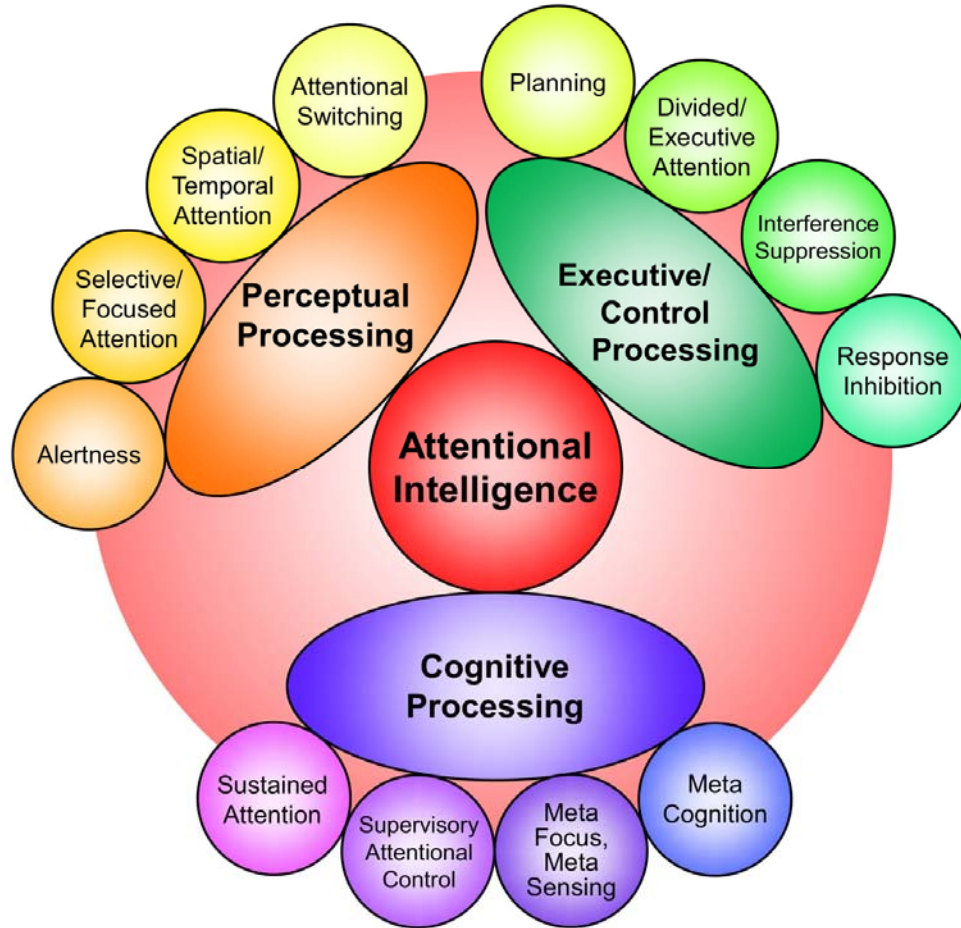 Attentional
Switching
Planning
Divided/
Executive
Attention
Spatial/
Temporal
Attention
Interference
Suppression
Selective/
Focused
Attention
Perceptual
Processing
Executive/
Control
Processing
Response
Inhibition
Alertness
Attentional
Intelligence
Cognitive
Processing
Sustained
Attention
Supervisory
Attentional
Control
Meta
Focus,
Meta
Sensing
Meta
Cognition